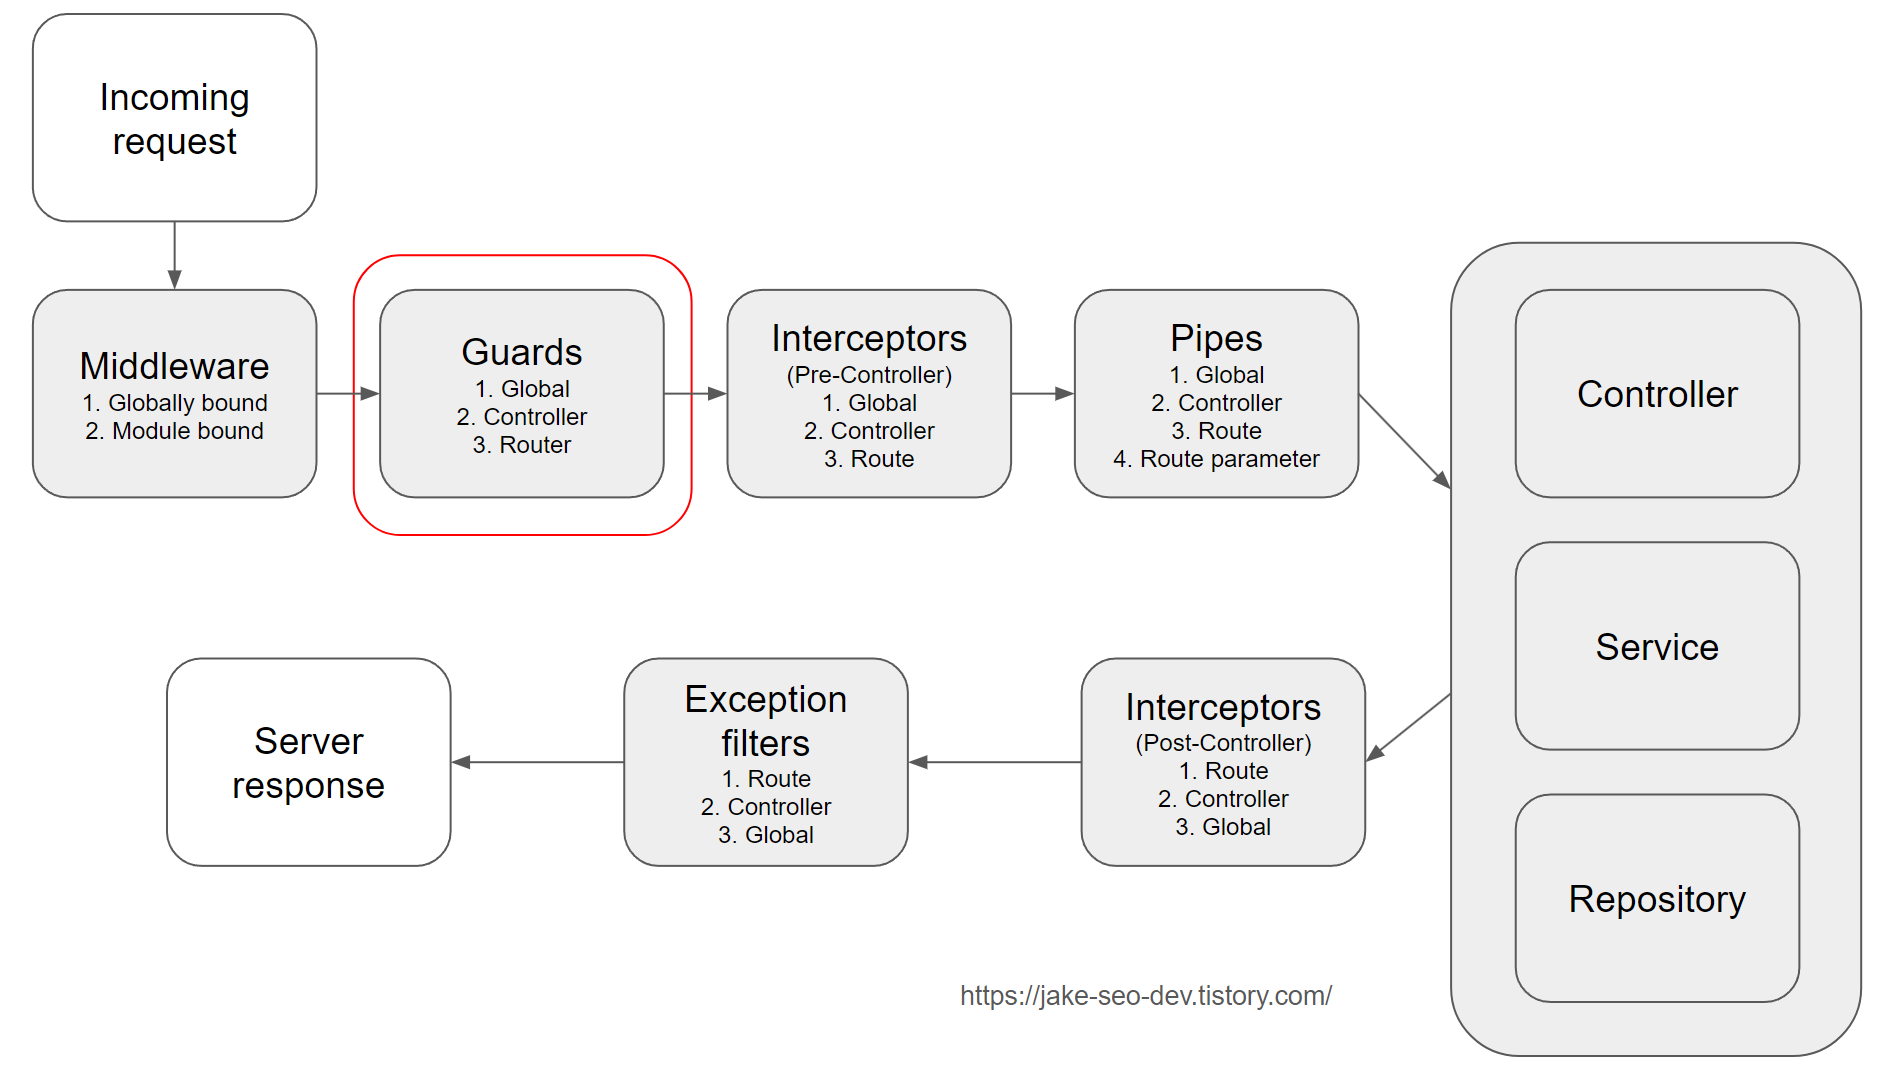 Incoming
request
Middleware
1. Globally bound
2. Module bound
Guards
1. Global
2. Controller
3. Router
Interceptors
(Pre-Controller)
1. Global
2. Controller
3. Route
Pipes
1. Global
2. Controller
3. Route
4. Route parameter
Controller
Service
Repository
Interceptors
(Post-Controller)
1. Route
2. Controller
3. Global
Exception
filters
1. Route
2. Controller
3. Global
Server
response
https://jake-seo-dev.tistory.com/